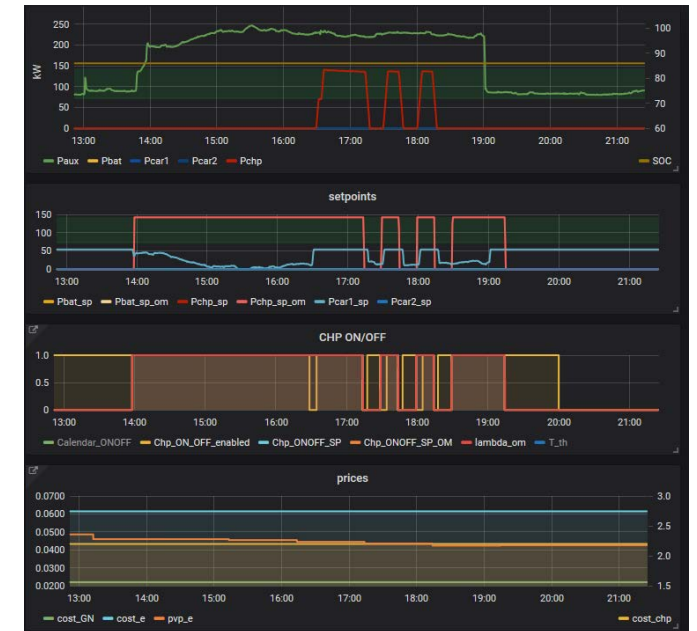 250
200
150
100
50
0
kW
100
90
80
70
60
13:00 14:00 15:00 16:00 17:00 18:00 19:00 20:00 21:00
Paux Pbat Pcar1 Pcar2 Pchp SOC
setpoints
150
100
50
0
13:00 14:00 15:00 16:00 17:00 18:00 19:00 20:00 21:00
Pbat_sp Pbat_sp_om Pchp_sp Pchp_sp_om Pcar1_sp Pcar2_sp
CHP ON/OFF
1.0
0.5
0
13:00 14:00 15:00 16:00 17:00 18:00 19:00 20:00 21:00
Calendar_ONOFF Chp_ON_OFF_enabled Chp_ONOFF_SP Chp_ONOFF_SP_OM lambda_om T_th
prices
0.0700
0.0600
0.0500
0.0400
0.0300
0.0200
3.0
2.5
2.0
1.5
13:00 14:00 15:00 16:00 17:00 18:00 19:00 20:00 21:00
cost_GN cost_e pvp_e cost_chp